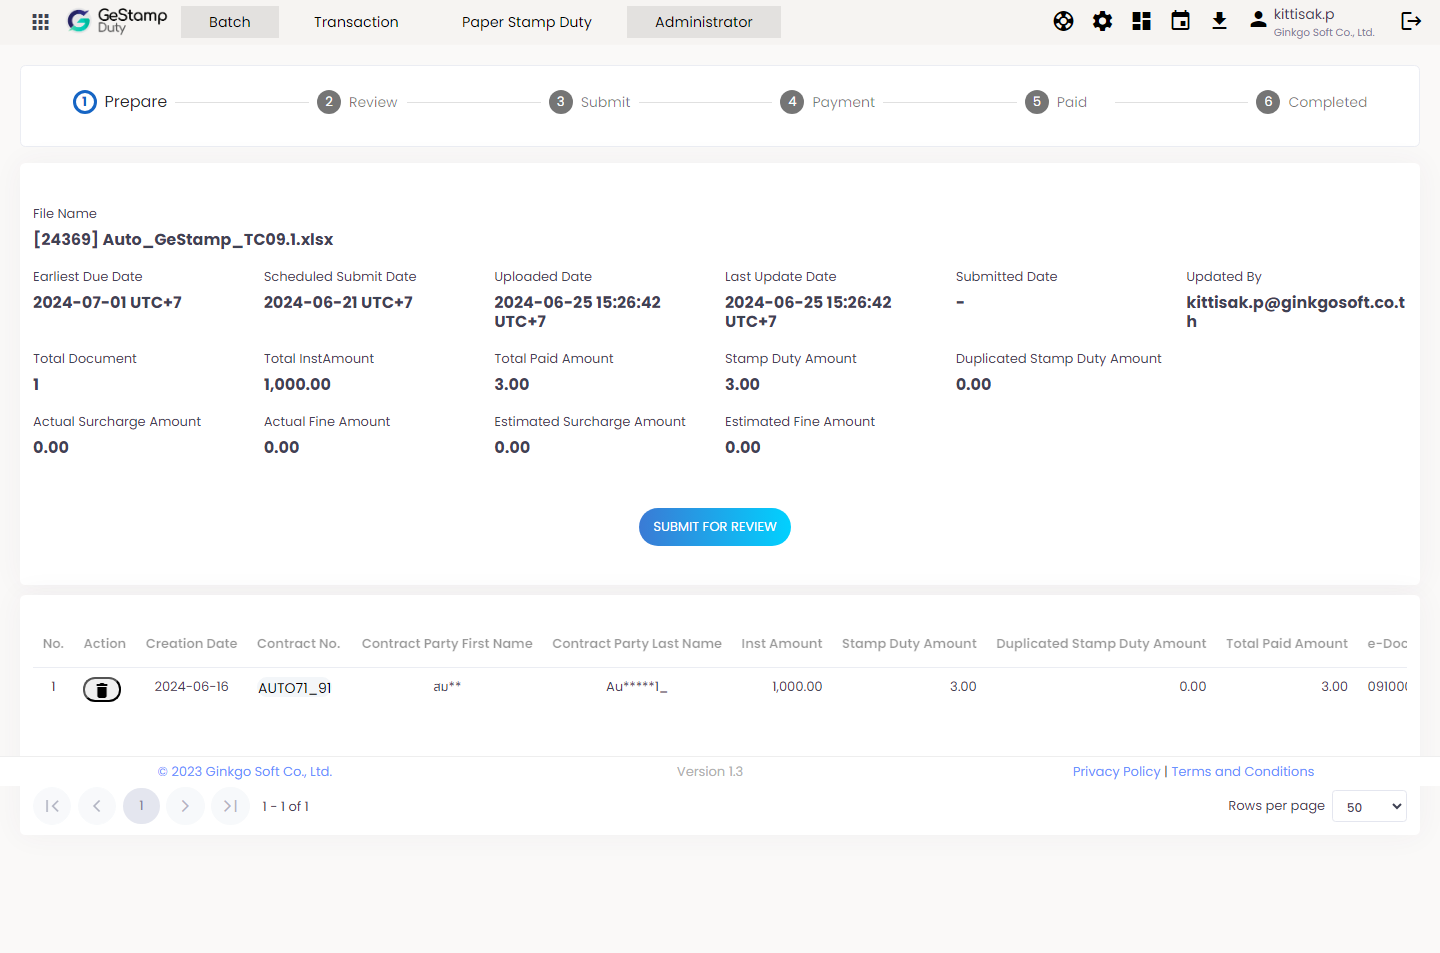 GeStamp
Duty
Batch
Transaction
Paper Stamp Duty
Administrator
kittisak.p
Ginkgo Soft Co., Ltd.
1 Prepare
2 Review
3 Submit
4 Payment
5 Paid
6 Completed
File Name
[24369] Auto_GeStamp_TC09.1.xlsx
Earliest Due Date
2024-07-01 UTC+7
Scheduled Submit Date
2024-06-21 UTC+7
Uploaded Date
2024-06-25 15:26:42
UTC+7
Last Update Date
2024-06-25 15:26:42
UTC+7
Submitted Date
-
Updated By
kittisak.p@ginkgosoft.co.t
h
Total Document
1
Total InstAmount
1,000.00
Total Paid Amount
3.00
Stamp Duty Amount
3.00
Duplicated Stamp Duty Amount
0.00
Actual Surcharge Amount
0.00
Actual Fine Amount
0.00
Estimated Surcharge Amount
0.00
Estimated Fine Amount
0.00
SUBMIT FOR REVIEW
No. Action Creation Date Contract No. Contract Party First Name Contract Party Last Name Inst Amount Stamp Duty Amount Duplicated Stamp Duty Amount Total Paid Amount e-Doc
1 2024-06-16 AUTO71_91 สม** Au*****1_ 1,000.00 3.00 0.00 3.00 09100
© 2023 Ginkgo Soft Co., Ltd.
Version 1.3
Privacy Policy | Terms and Conditions
1
1 - 1 of 1
Rows per page 50